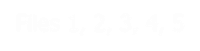 Files 1, 2, 3, 4, 5